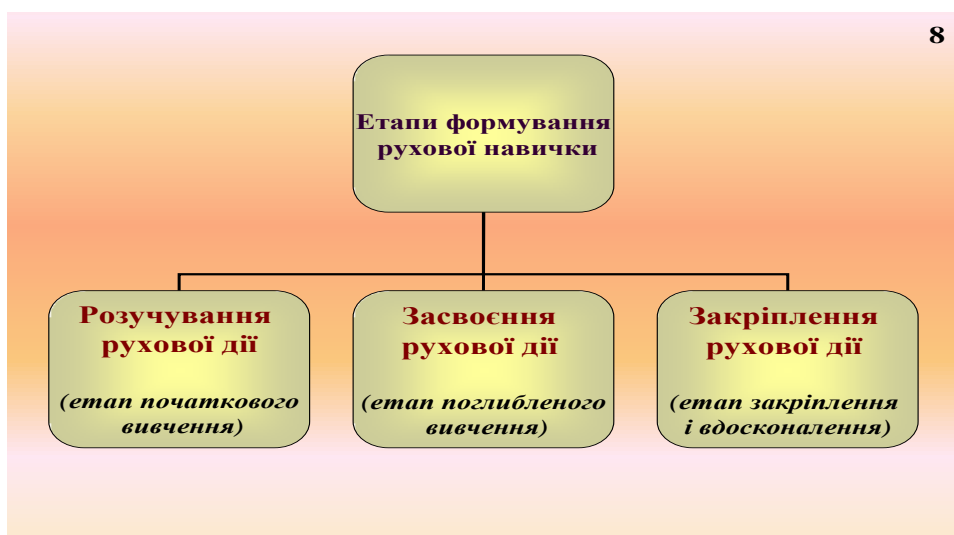 8
Етапи формування
рухової навички
Розучування
рухової дії
(етап початкового
вивчення)
Засвоєння
рухової дії
(етап поглибленого
вивчення)
Закріплення
рухової дії
(етап закріплення
і вдосконалення)